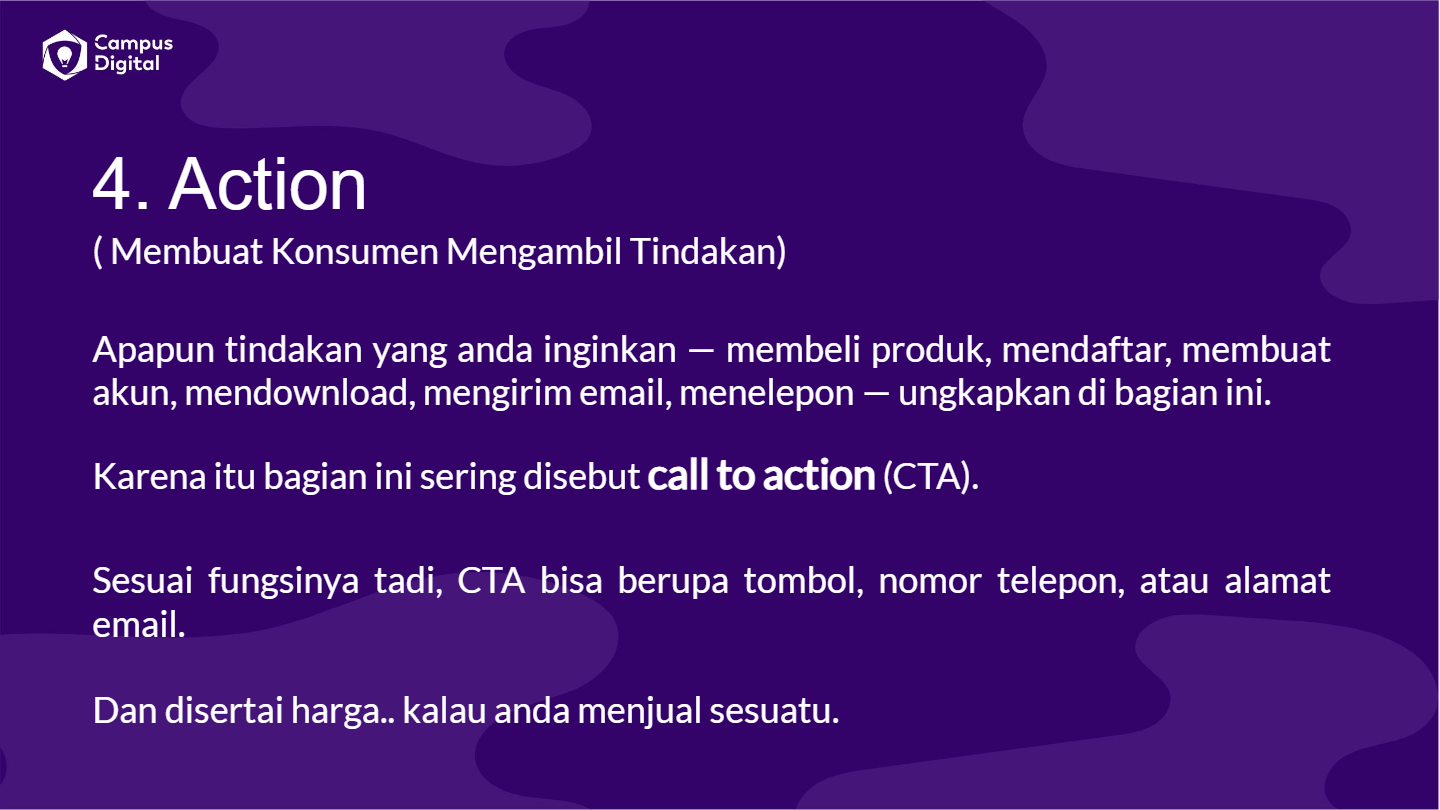 Campus
Digital
4. Action
( Membuat Konsumen Mengambil Tindakan)
Apapun tindakan yang anda inginkan — membeli produk, mendaftar, membuat
akun, mendownload, mengirim email, menelepon — ungkapkan di bagian ini.
Karena itu bagian ini sering disebut call to action (CTA).
Sesuai fungsinya tadi, CTA bisa berupa tombol, nomor telepon, atau alamat
email.
Dan disertai harga.. kalau anda menjual sesuatu.